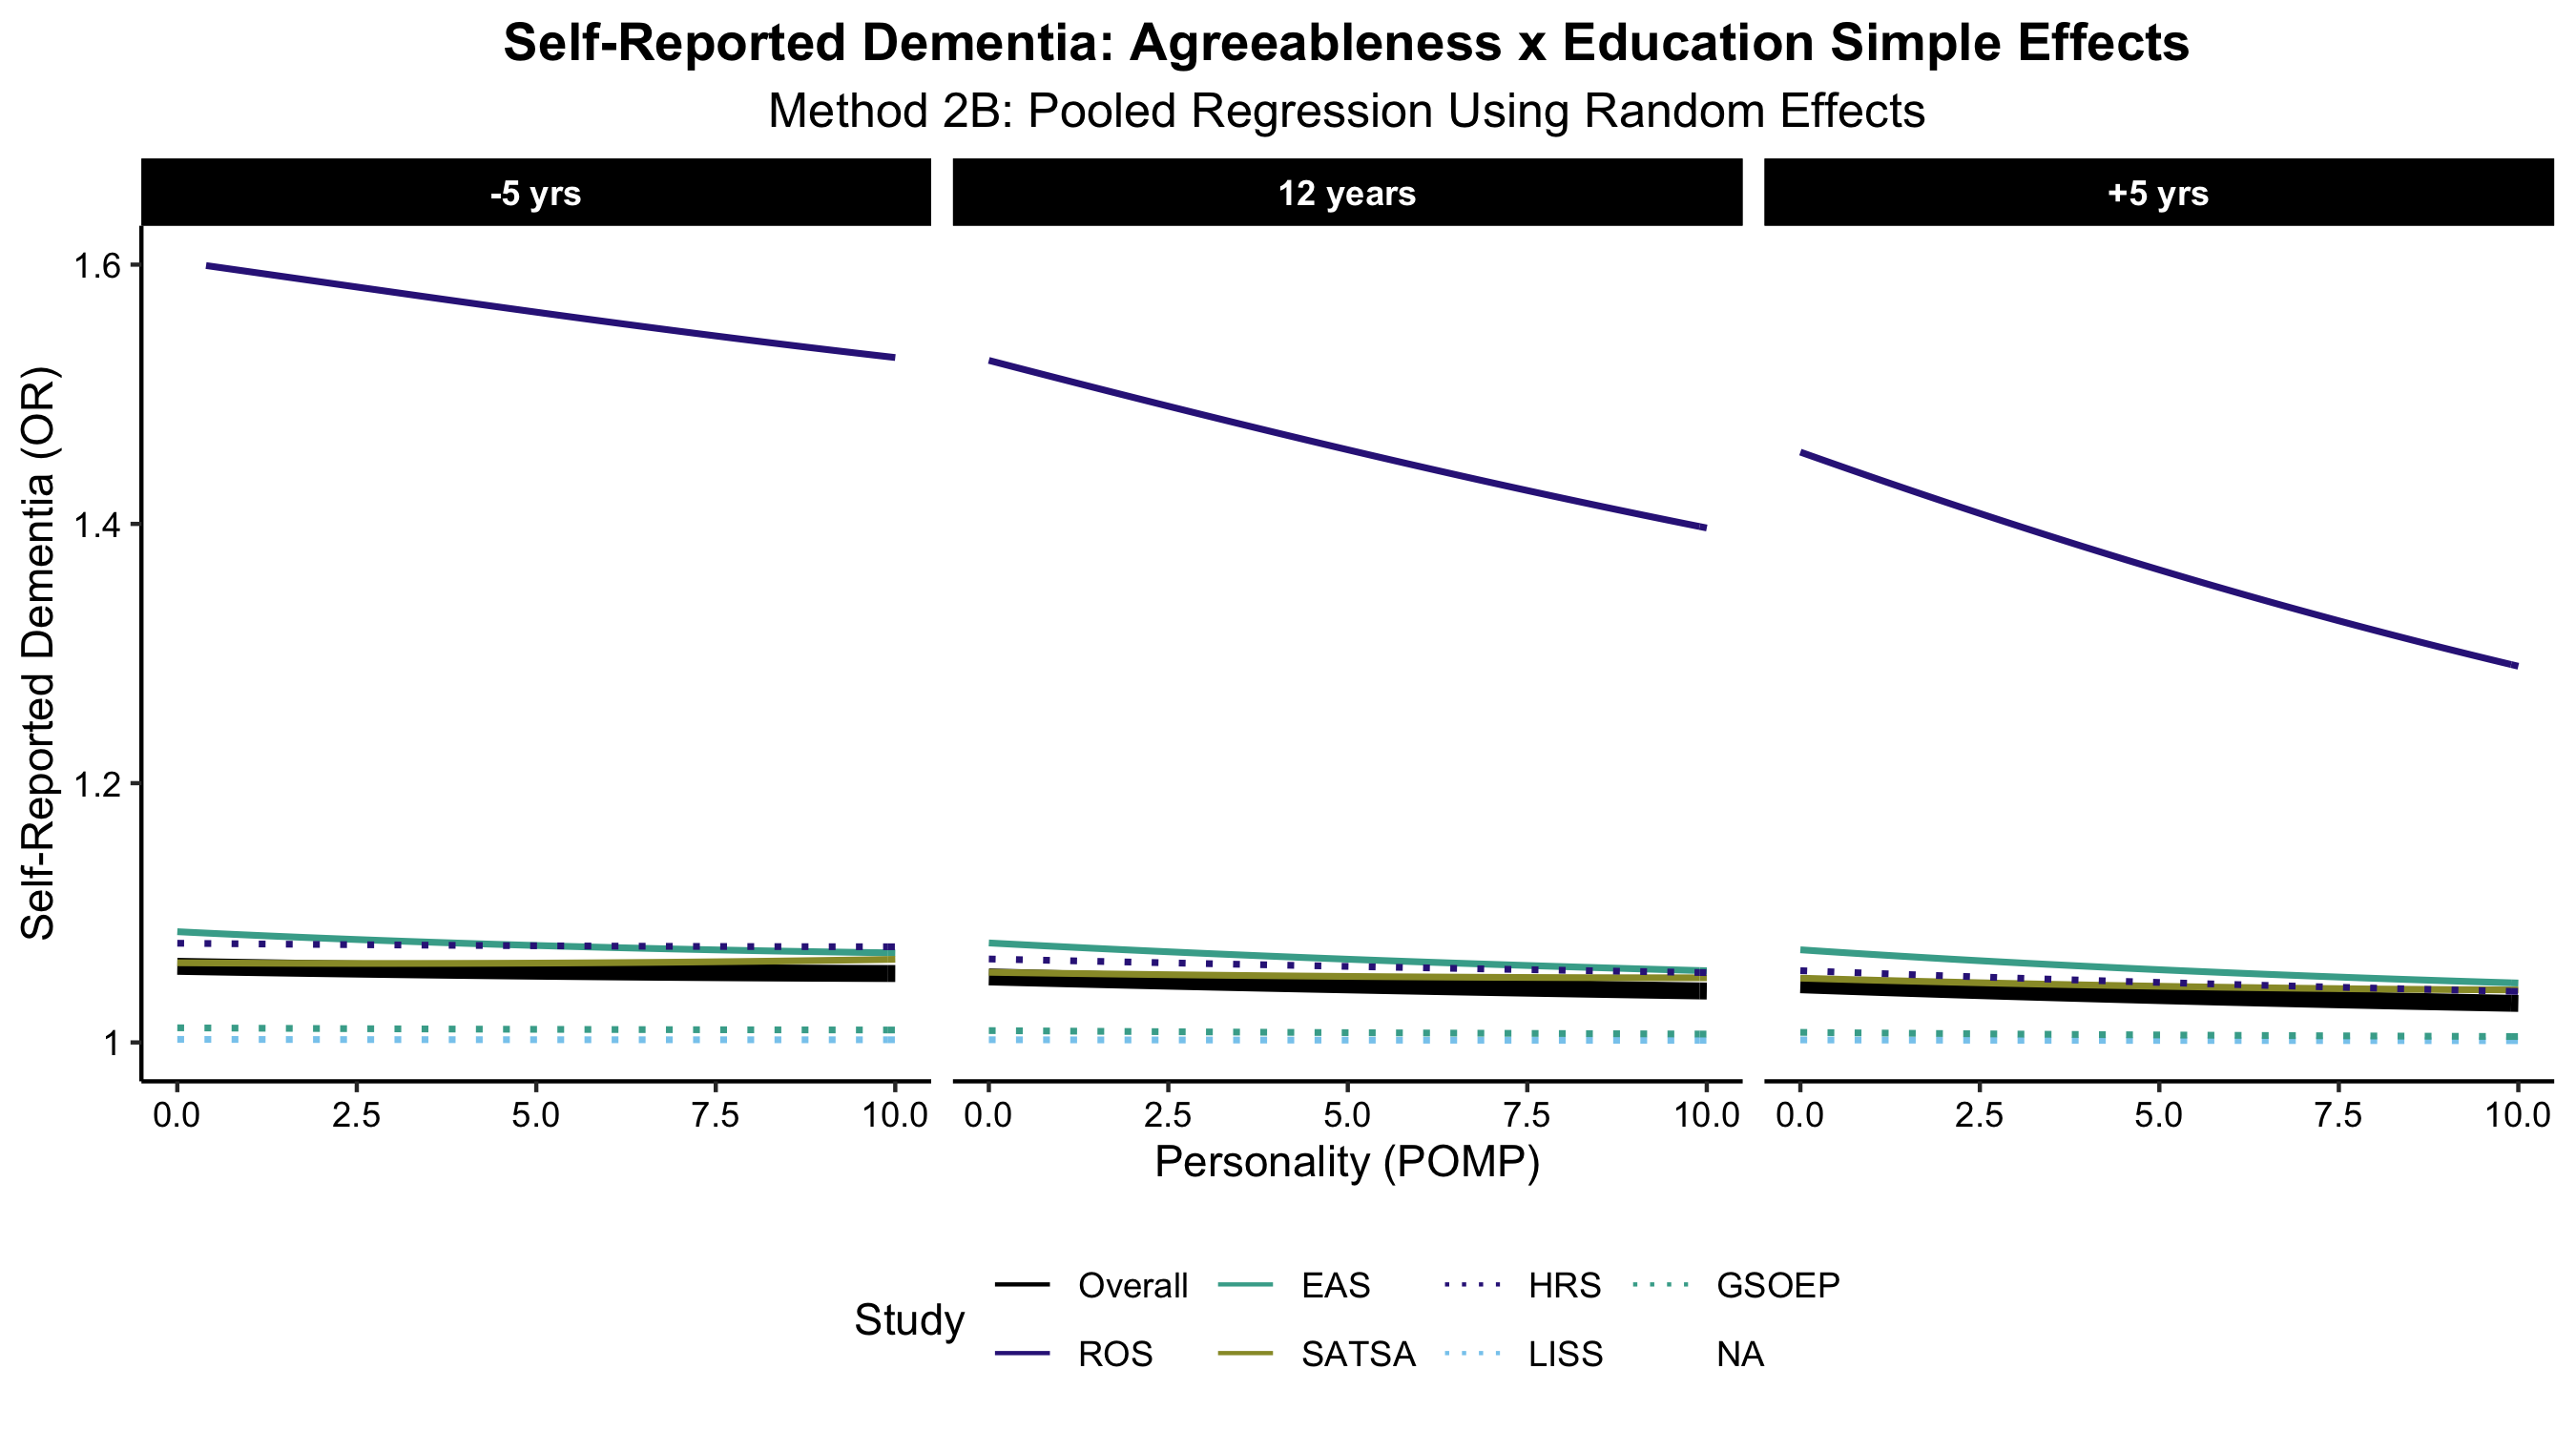 Self-Reported Dementia: Agreeableness x Education Simple Effects
Method 2B: Pooled Regression Using Random Effects
-5 yrs
12 years
+5 yrs
Self-Reported Dementia (OR)
1.6
1.4
1.2
1
0.0 2.5 5.0 7.5 10.0
0.0 2.5 5.0 7.5 10.0
0.0 2.5 5.0 7.5 10.0
Personality (POMP)
Study
Overall EAS HRS GSOEP
ROS SATSA LISS NA